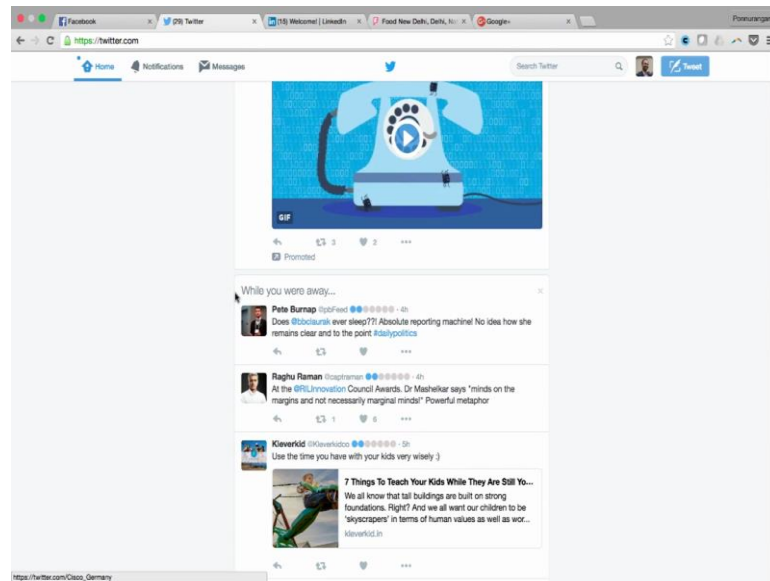 Facebook
(29) Twitter
(15) Welcome! | LinkedIn
Food New Delhi, Delhi,
Google+
Ponnurangam
https://twitter.com
Home
Notifications
Messages
Search Twitter
Tweet
GIF
3
2
Promoted
While you were away...
Pete Burnap @pbFeed · 4h
Does @bbclaurak ever sleep??! Absolute reporting machine! No idea how she
remains clear and to the point #dailypolitics
Raghu Raman @captraman · 4h
At the @RILInnovation Council Awards. Dr Mashelkar says "minds on the
margins and not necessarily marginal minds!" Powerful metaphor
1
6
Kleverkid @Kleverkidco · 5h
Use the time you have with your kids very wisely :)
7 Things To Teach Your Kids While They Are Still Yo...
We all know that tall buildings are built on strong
foundations. Right? And we all want our children to be
'skyscrapers' in terms of human values as well as wor...
kleverkid.in
https://twitter.com/Cisco_Germany